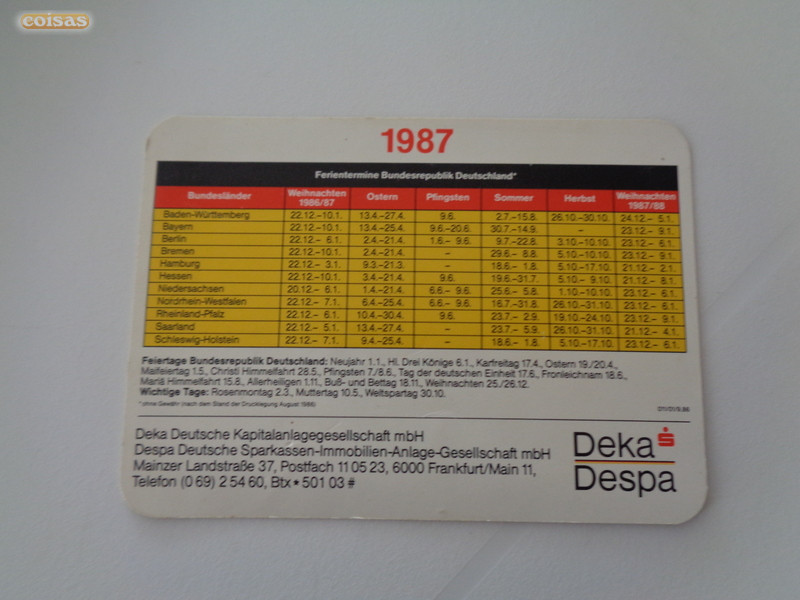 coisas
1987
Ferientermine Bundesrepublik Deutschland*
Bundesländer Weihnachten 1986/87 Ostern Pfingsten Sommer Herbst Weihnachten 1987/88
Baden-Württemberg 22.12.–10.1. 13.4.–27.4. 9.6. 2.7.–15.8. 26.10.–30.10. 24.12.– 5.1.
Bayern 22.12.–10.1. 13.4.–25.4. 9.6.–20.6. 30.7.–14.9. – 23.12.– 9.1.
Berlin 22.12.– 6.1. 2.4.–21.4. 1.6.– 9.6. 9.7.–22.8. 3.10.–10.10. 23.12.– 6.1.
Bremen 22.12.–10.1. 2.4.–21.4. – 29.6.– 8.8. 5.10.–10.10. 23.12.– 9.1.
Hamburg 22.12.– 3.1. 9.3.–21.3. – 18.6.– 1.8. 5.10.–17.10. 21.12.– 2.1.
Hessen 22.12.–10.1. 3.4.–21.4. 9.6. 19.6.–31.7. 5.10.– 9.10. 21.12.– 8.1.
Niedersachsen 20.12.– 6.1. 1.4.–21.4. 6.6.– 9.6. 25.6.– 5.8. 1.10.–10.10. 23.12.– 6.1.
Nordrhein-Westfalen 22.12.– 7.1. 6.4.–25.4. 6.6.– 9.6. 16.7.–31.8. 26.10.–31.10. 23.12.– 6.1.
Rheinland-Pfalz 22.12.– 6.1. 10.4.–30.4. 9.6. 23.7.– 2.9. 19.10.–24.10. 23.12.– 9.1.
Saarland 22.12.– 5.1. 13.4.–27.4. – 23.7.– 5.9. 26.10.–31.10. 21.12.– 4.1.
Schleswig-Holstein 22.12.– 7.1. 9.4.–25.4. – 18.6.– 1.8. 5.10.–17.10. 23.12.– 6.1.
Feiertage Bundesrepublik Deutschland: Neujahr 1.1., Hl. Drei Könige 6.1., Karfreitag 17.4., Ostern 19./20.4.,
Maifeiertag 1.5., Christi Himmelfahrt 28.5., Pfingsten 7./8.6., Tag der deutschen Einheit 17.6., Fronleichnam 18.6.,
Mariä Himmelfahrt 15.8., Allerheiligen 1.11., Buß- und Bettag 18.11., Weihnachten 25./26.12.
Wichtige Tage: Rosenmontag 2.3., Muttertag 10.5., Weltspartag 30.10.
* ohne Gewähr (nach dem Stand der Drucklegung August 1986)
Deka Deutsche Kapitalanlagegesellschaft mbH
Despa Deutsche Sparkassen-Immobilien-Anlage-Gesellschaft mbH
Mainzer Landstraße 37, Postfach 11 05 23, 6000 Frankfurt/Main 11,
Telefon (0 69) 2 54 60, Btx * 501 03 #
Deka
Despa